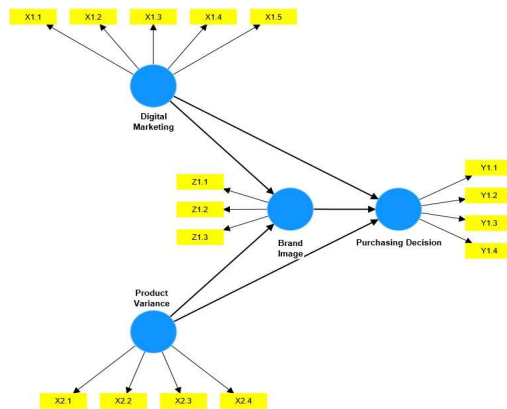 X1.1
X1.2
X1.3
X1.4
X1.5
Digital
Marketing
Z1.1
Z1.2
Z1.3
Brand
Image
Purchasing Decision
Y1.1
Y1.2
Y1.3
Y1.4
Product
Variance
X2.1
X2.2
X2.3
X2.4